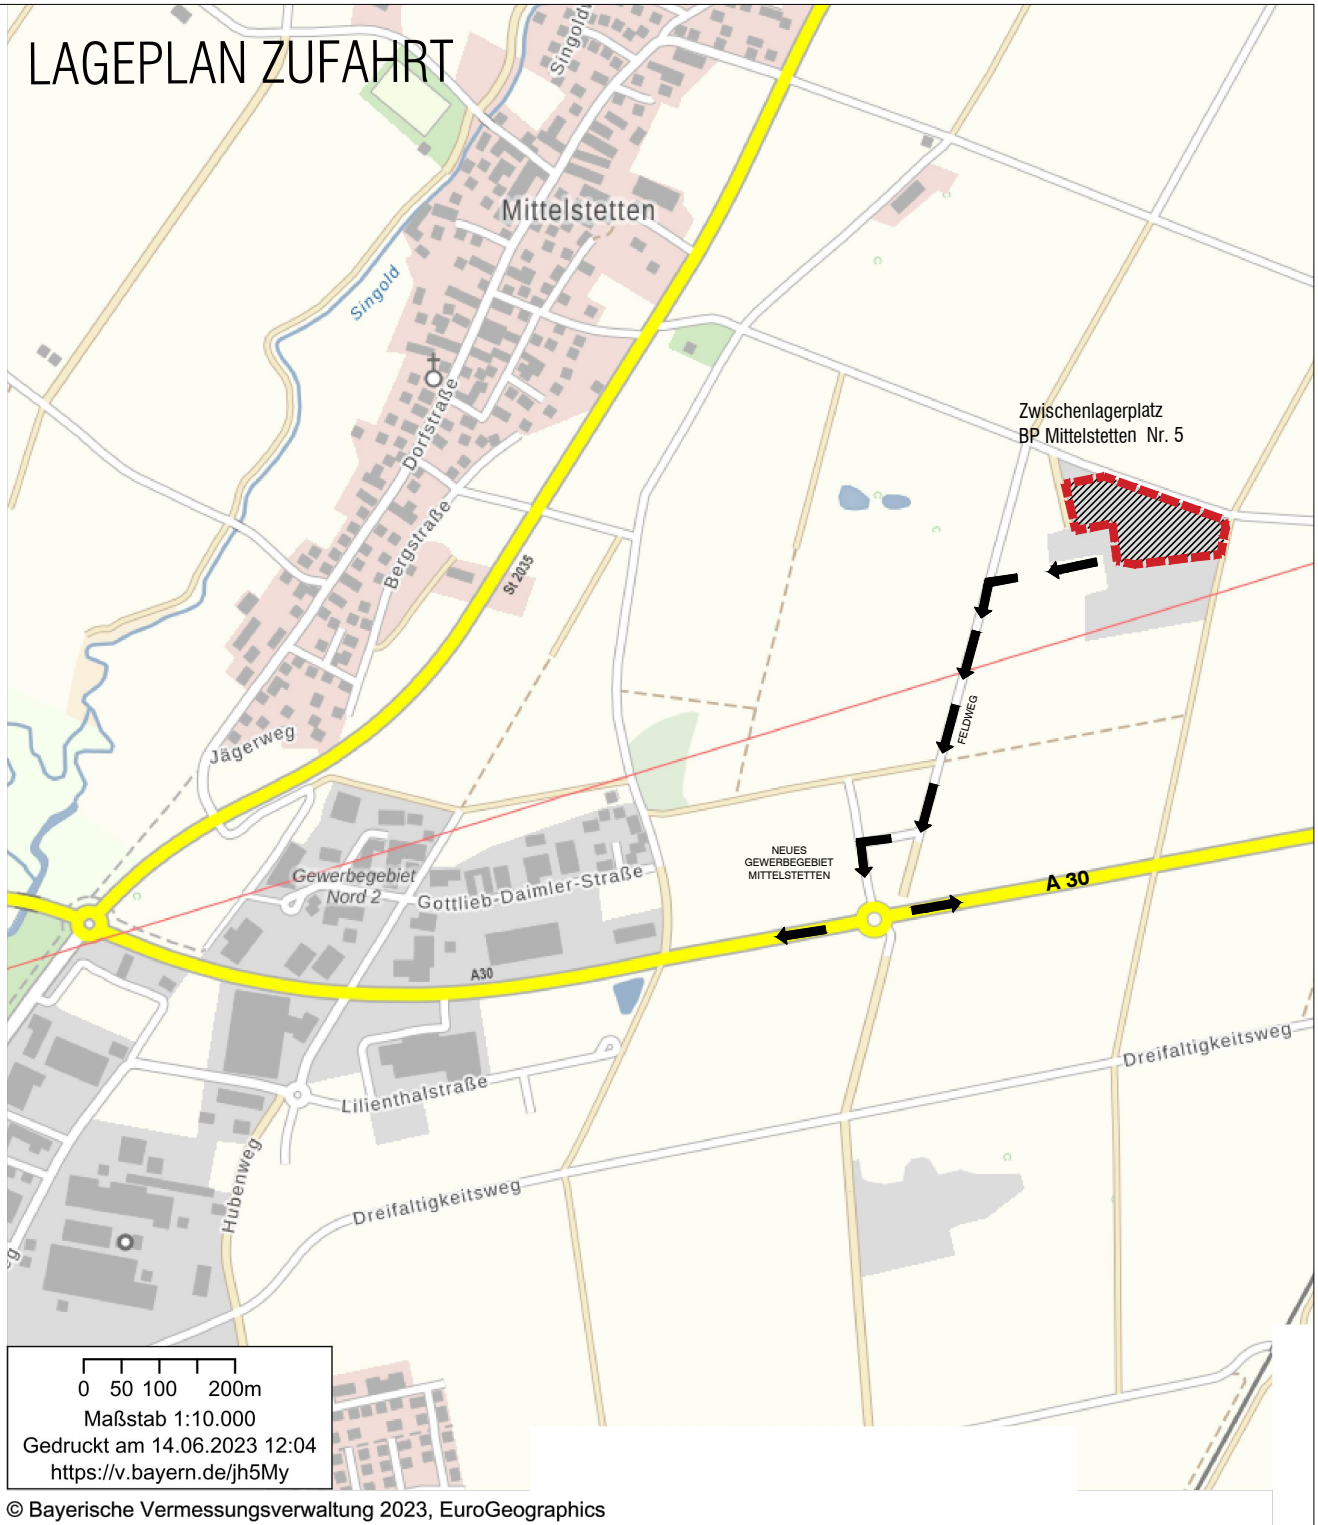 LAGEPLAN ZUFAHRT
Mittelstetten
Singold
Zwischenlagerplatz
BP Mittelstetten Nr. 5
Dorfstraße
Bergstraße
St 2035
FELDWEG
Jägerweg
NEUES
GEWERBEGEBIET
MITTELSTETTEN
Gewerbegebiet
Nord 2
Gottlieb-Daimler-Straße
A 30
A30
Dreifaltigkeitsweg
Lilienthalstraße
Hubenweg
Dreifaltigkeitsweg
0 50 100 200m
Maßstab 1:10.000
Gedruckt am 14.06.2023 12:04
https://v.bayern.de/jh5My
© Bayerische Vermessungsverwaltung 2023, EuroGeographics